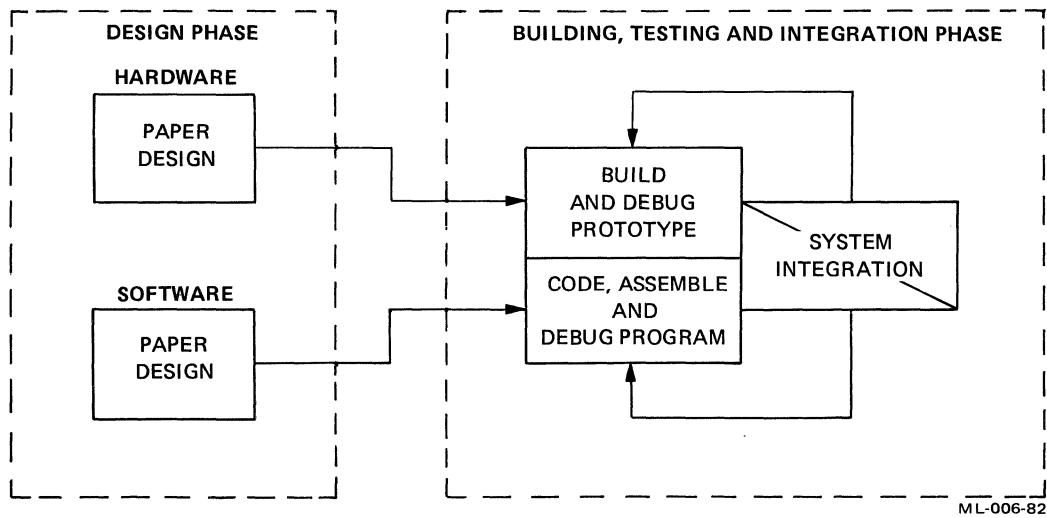 DESIGN PHASE
HARDWARE
PAPER
DESIGN
SOFTWARE
PAPER
DESIGN
BUILDING, TESTING AND INTEGRATION PHASE
BUILD
AND DEBUG
PROTOTYPE
CODE, ASSEMBLE
AND
DEBUG PROGRAM
SYSTEM
INTEGRATION
ML-006-82